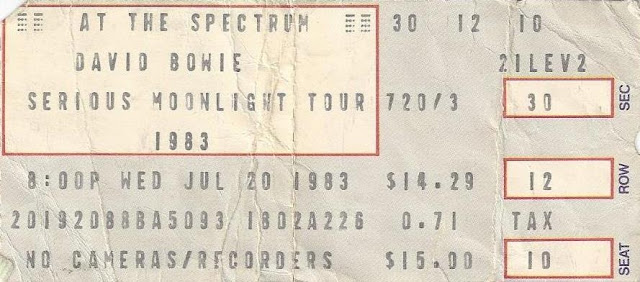 AT THE SPECTRUM 30 12 10
DAVID BOWIE 21LEV2
SERIOUS MOONLIGHT TOUR 720/3 30 SEC
1983
8:00P WED JUL 20 1983 $14.29 12 ROW
20192088BA5093 1802A226 0.71 TAX
NO CAMERAS/RECORDERS $15.00 10 SEAT